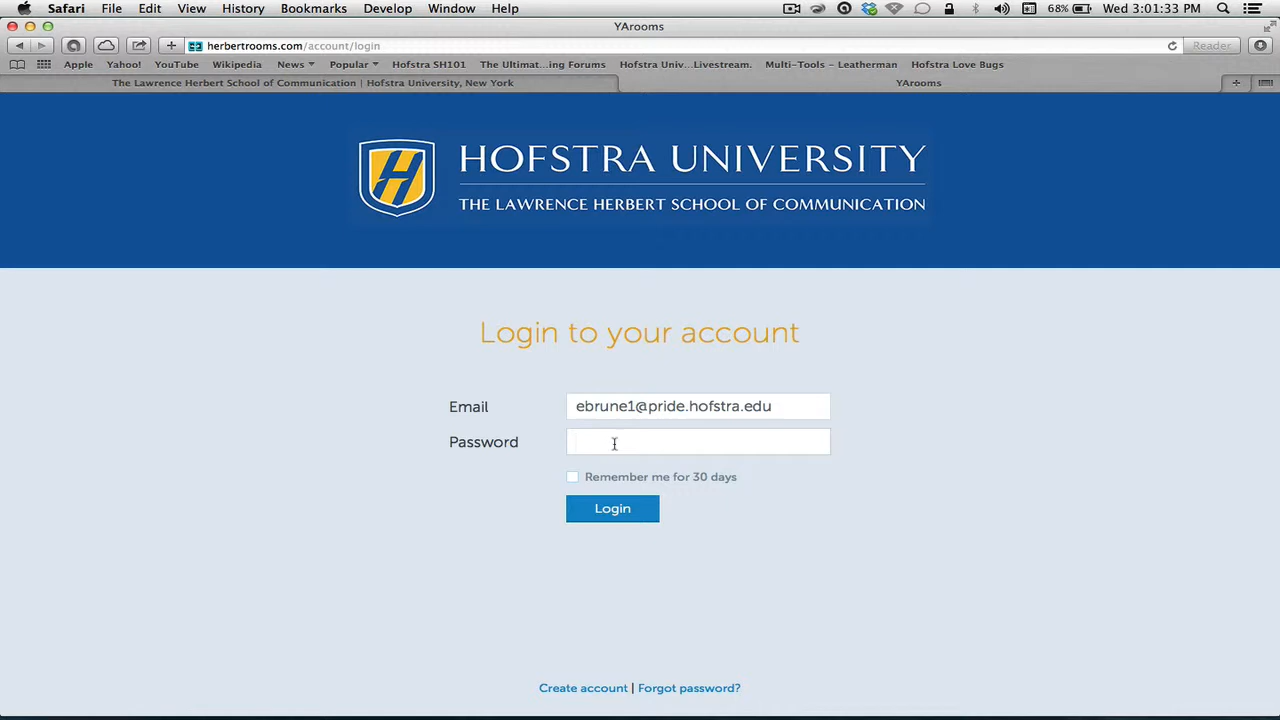 Safari File Edit View History Bookmarks Develop Window Help 68% Wed 3:01:33 PM
YArooms
herbertrooms.com/account/login Reader
Apple Yahoo! YouTube Wikipedia News Popular Hofstra SH101 The Ultimat...ing Forums Hofstra Univ...Livestream. Multi-Tools - Leatherman Hofstra Love Bugs
The Lawrence Herbert School of Communication | Hofstra University, New York YArooms
H HOFSTRA UNIVERSITY
THE LAWRENCE HERBERT SCHOOL OF COMMUNICATION
Login to your account
Email ebrune1@pride.hofstra.edu
Password
Remember me for 30 days
Login
Create account | Forgot password?